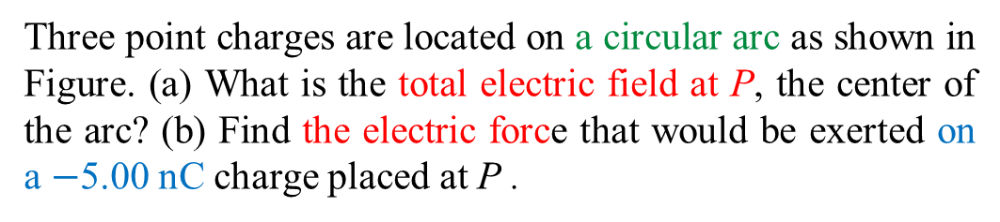 Three point charges are located on a circular arc as shown in
Figure. (a) What is the total electric field at P, the center of
the arc? (b) Find the electric force that would be exerted on
a −5.00 nC charge placed at P .